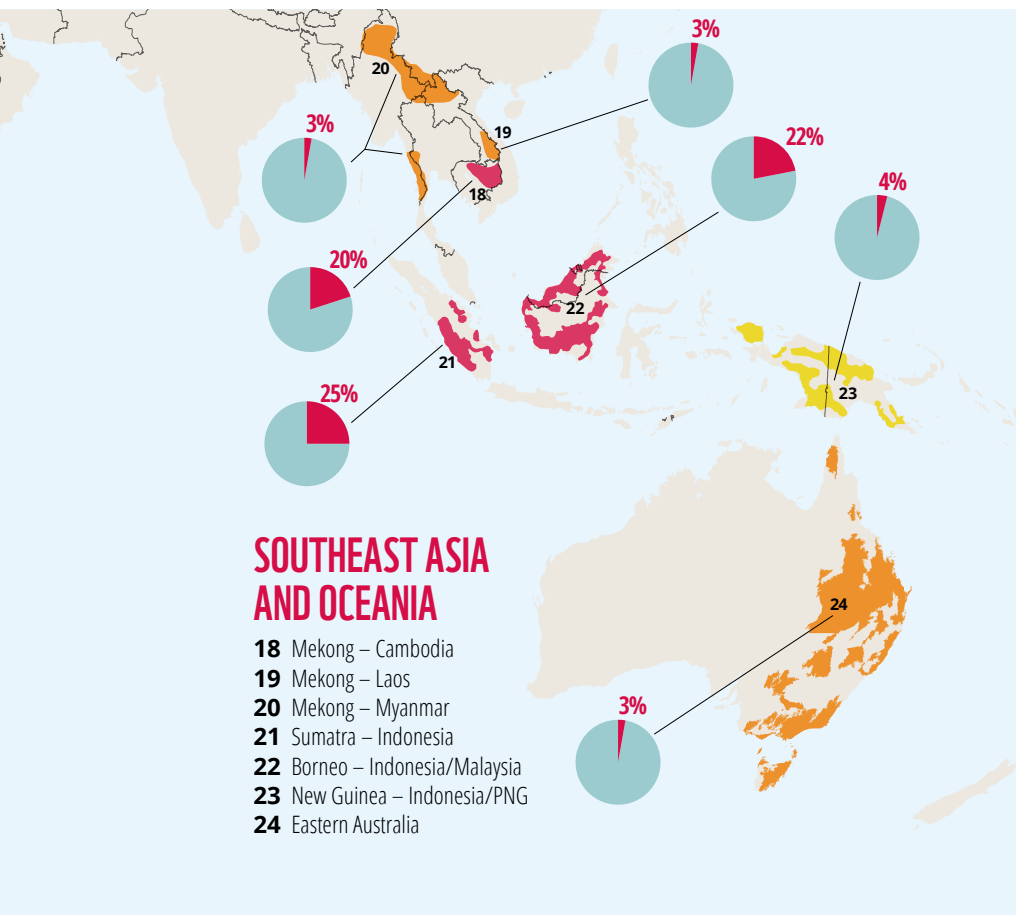 3%
20
19
3%
22%
18
4%
20%
22
21
23
25%
SOUTHEAST ASIA
AND OCEANIA
24
18 Mekong – Cambodia
19 Mekong – Laos
20 Mekong – Myanmar
21 Sumatra – Indonesia
22 Borneo – Indonesia/Malaysia
23 New Guinea – Indonesia/PNG
24 Eastern Australia
3%
3%